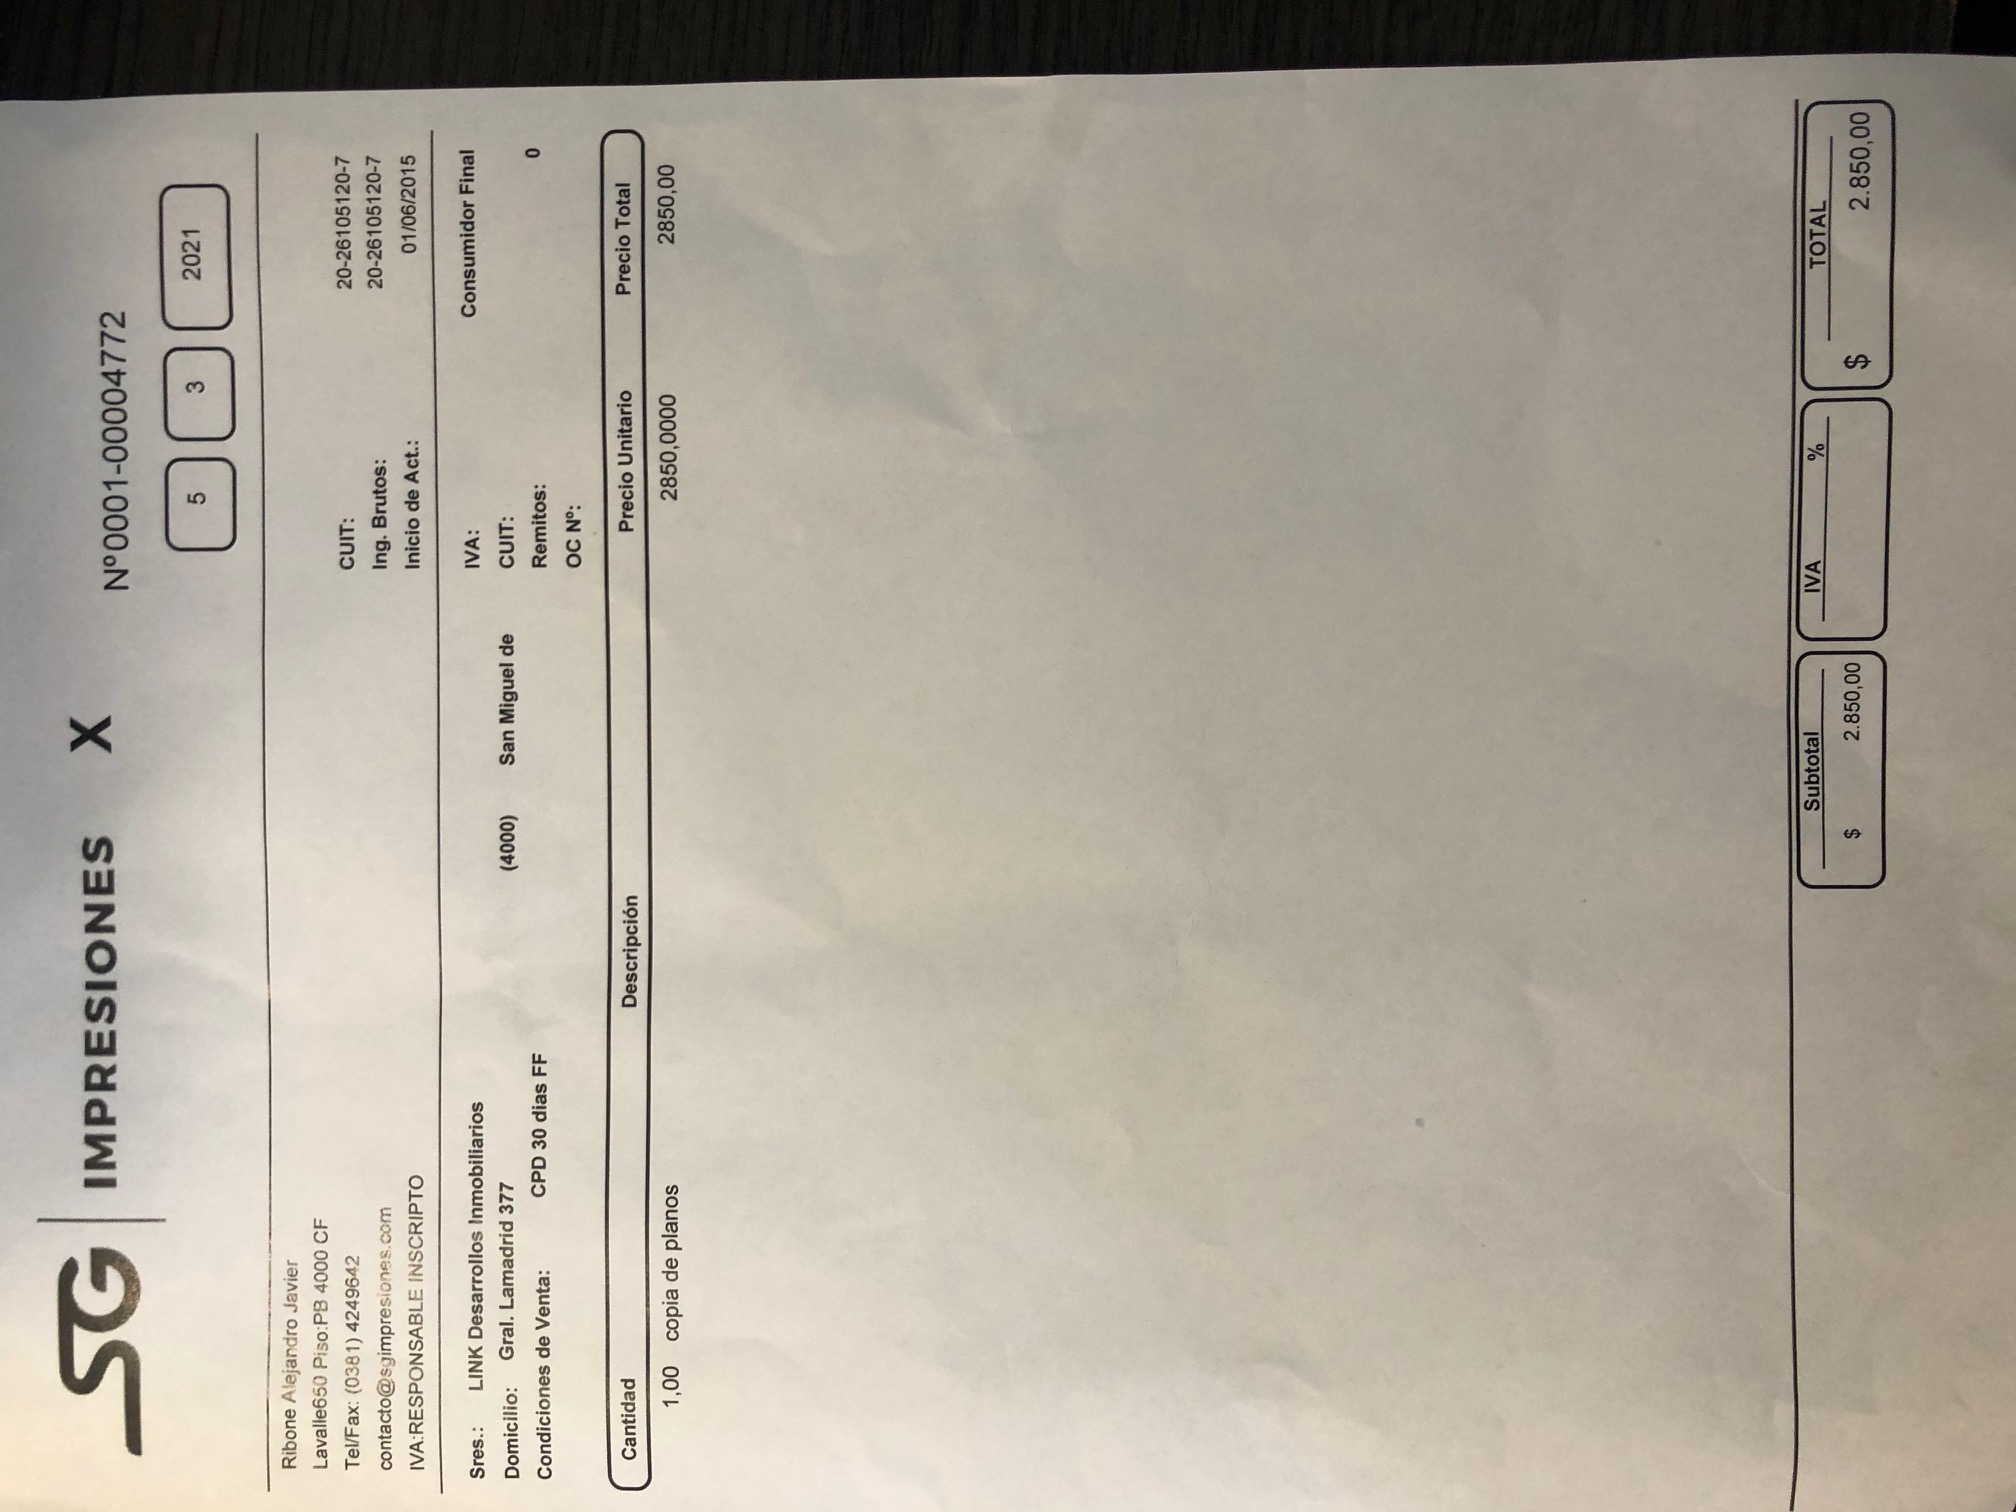 SG IMPRESIONES X
Nº0001-00004772
5 3 2021
Ribone Alejandro Javier
Lavalle650 Piso:PB 4000 CF
Tel/Fax: (0381) 4249642
contacto@sgimpresiones.com
IVA:RESPONSABLE INSCRIPTO
CUIT: 20-26105120-7
Ing. Brutos: 20-26105120-7
Inicio de Act.: 01/06/2015
Sres.: LINK Desarrollos Inmobiliarios
Domicilio: Gral. Lamadrid 377 (4000) San Miguel de
Condiciones de Venta: CPD 30 dias FF
IVA: Consumidor Final
CUIT:
Remitos: 0
OC Nº:
Cantidad Descripción Precio Unitario Precio Total
1,00 copia de planos 2850,0000 2850,00
Subtotal IVA % TOTAL
$ 2.850,00 $ 2.850,00